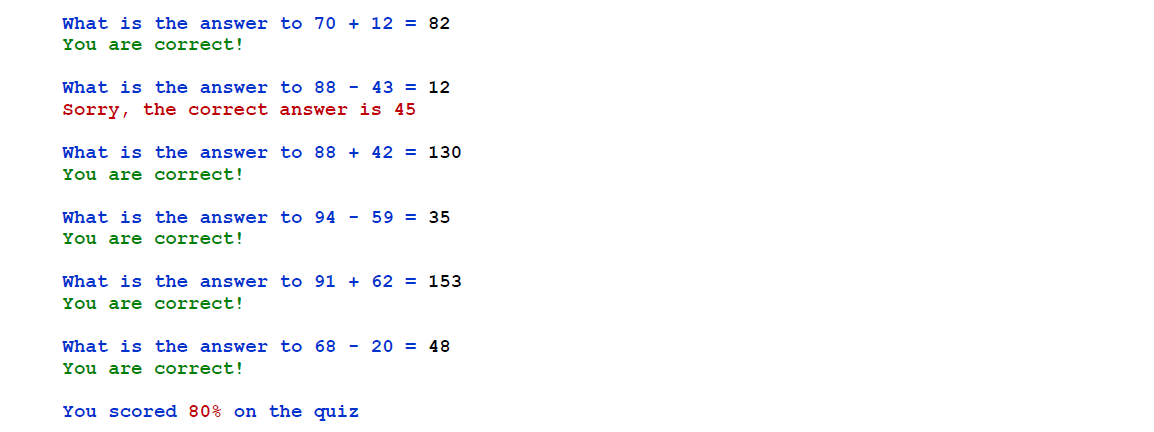 What is the answer to 70 + 12 = 82
You are correct!
What is the answer to 88 - 43 = 12
Sorry, the correct answer is 45
What is the answer to 88 + 42 = 130
You are correct!
What is the answer to 94 - 59 = 35
You are correct!
What is the answer to 91 + 62 = 153
You are correct!
What is the answer to 68 - 20 = 48
You are correct!
You scored 80% on the quiz